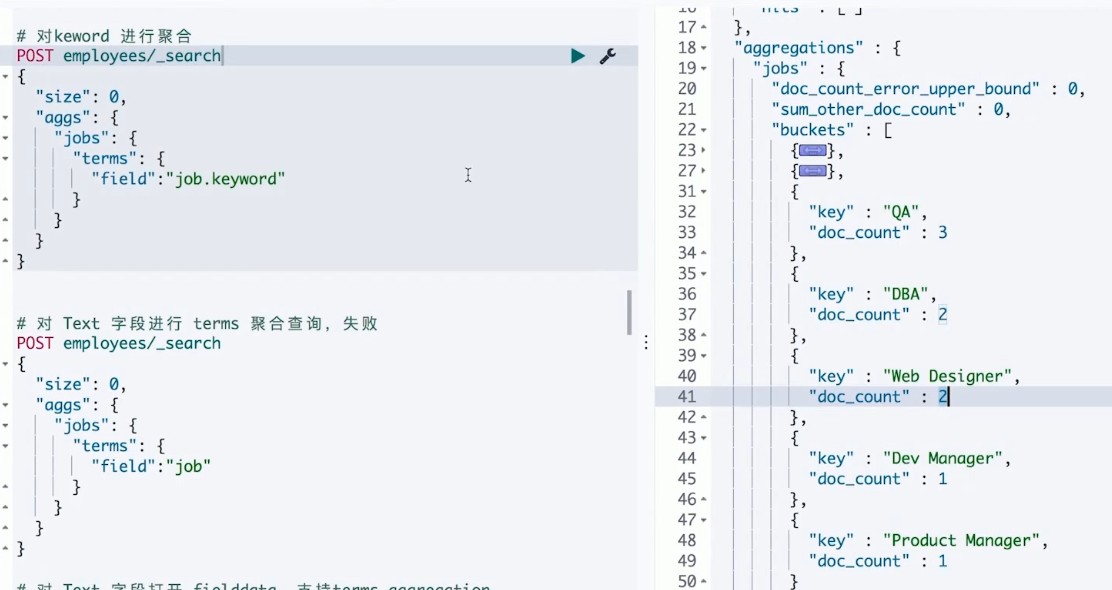 # 对keword 进行聚合
POST employees/_search
{
"size": 0,
"aggs": {
"jobs": {
"terms": {
"field":"job.keyword"
}
}
}
}
# 对 Text 字段进行 terms 聚合查询，失败
POST employees/_search
{
"size": 0,
"aggs": {
"jobs": {
"terms": {
"field":"job"
}
}
}
}
# 对 Text 字段打开 fielddata，支持terms aggregation
16 "hits" : [ ]
17 },
18 "aggregations" : {
19 "jobs" : {
20 "doc_count_error_upper_bound" : 0,
21 "sum_other_doc_count" : 0,
22 "buckets" : [
23 {},
27 {},
31 {
32 "key" : "QA",
33 "doc_count" : 3
34 },
35 {
36 "key" : "DBA",
37 "doc_count" : 2
38 },
39 {
40 "key" : "Web Designer",
41 "doc_count" : 2
42 },
43 {
44 "key" : "Dev Manager",
45 "doc_count" : 1
46 },
47 {
48 "key" : "Product Manager",
49 "doc_count" : 1
50 }